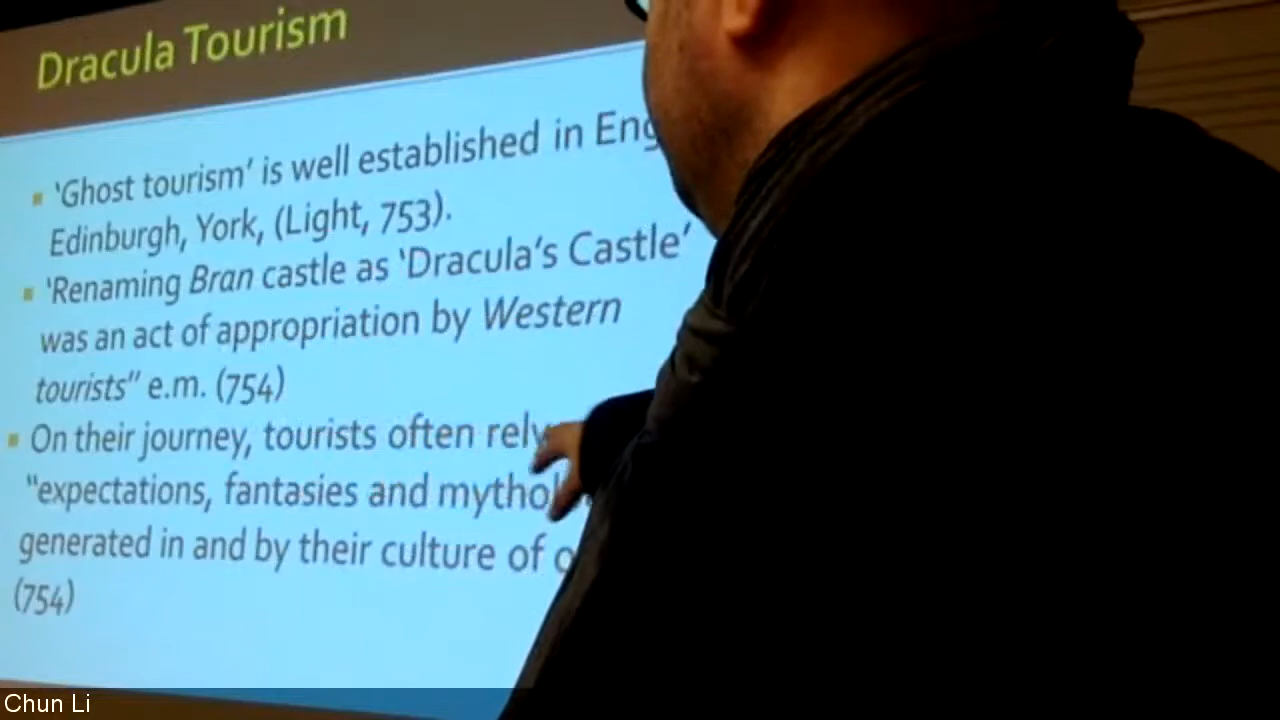 Dracula Tourism
'Ghost tourism' is well established in
Edinburgh, York, (Light, 753).
'Renaming Bran castle as 'Dracula's Castle'
was an act of appropriation by Western
tourists" e.m. (754)
On their journey, tourists often rely
"expectations, fantasies and
generated in and by their culture of
(754)
Chun Li